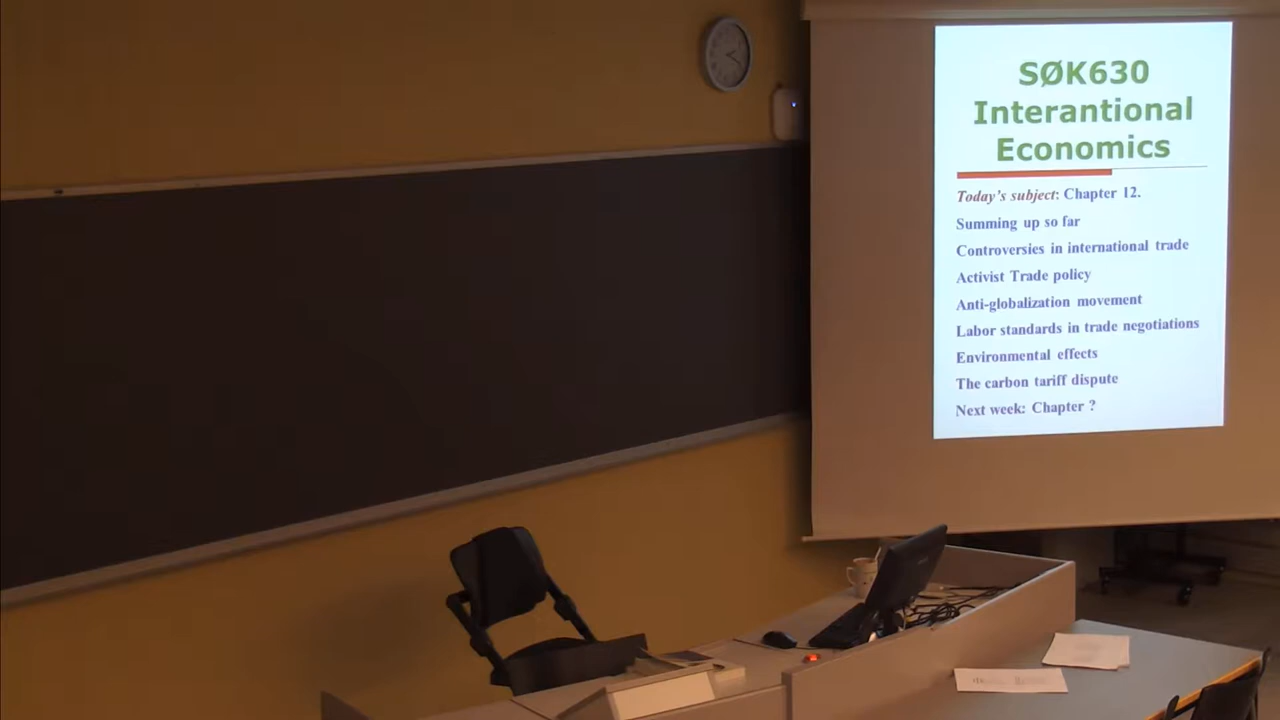 SØK630
Interantional
Economics
Today's subject: Chapter 12.
Summing up so far
Controversies in international trade
Activist Trade policy
Anti-globalization movement
Labor standards in trade negotiations
Environmental effects
The carbon tariff dispute
Next week: Chapter ?